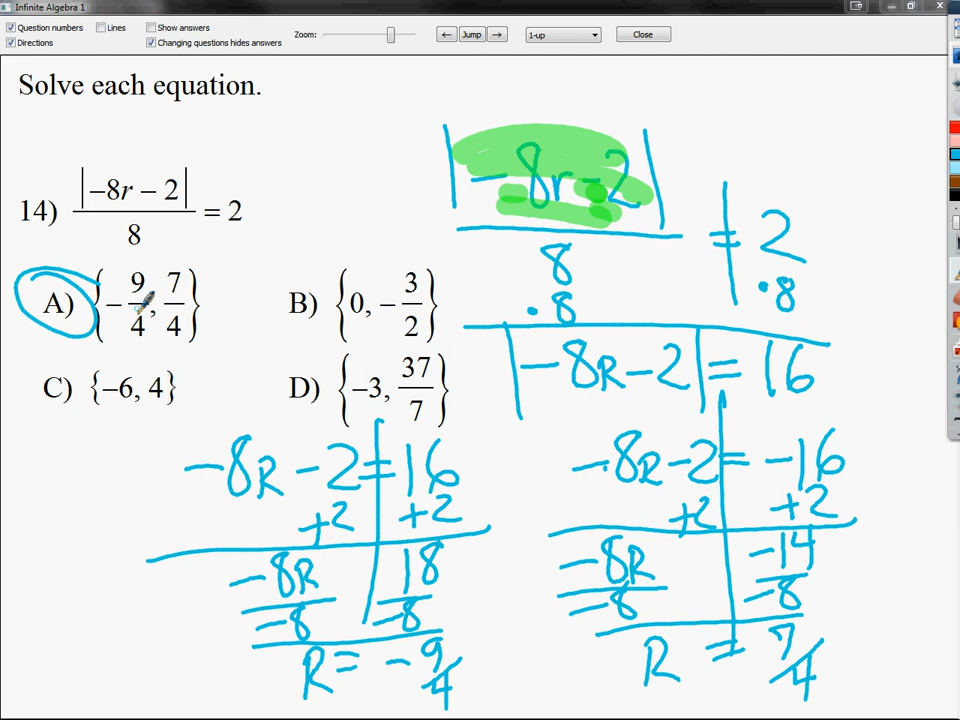 Infinite Algebra 1
Question numbers Lines Show answers
Directions Changing questions hides answers
Zoom: ← Jump → 1-up Close
Solve each equation.
14) |−8r − 2| / 8 = 2
A) {−9/4, 7/4} B) {0, −3/2}
C) {−6, 4} D) {−3, 37/7}
|−8r−2| / 8 = 2
·8 ·8
|−8R−2| = 16
−8R−2=16
+2 +2
−8R 18
−8 −8
R=−9/4
−8R−2=−16
+2 +2
−8R −14
−8 −8
R = 7/4